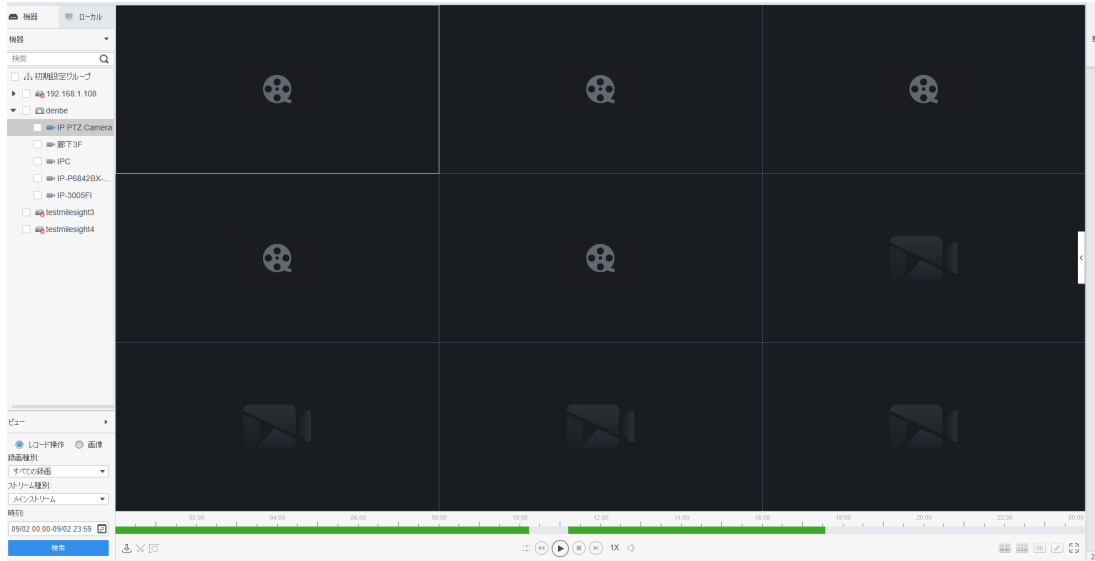 機器 ローカル
機器
検索
初期設定グループ
192.168.1.108
denbe
IP PTZ Camera
廊下3F
IPC
IP-P6842BX-...
IP-3005FI
testmilesight3
testmilesight4
ビュー
レコード操作 画像
録画種別:
すべての録画
ストリーム種別:
メインストリーム
時刻:
09/02 00:00-09/02 23:59
検索
02:00 04:00 06:00 08:00 10:00 12:00 14:00 16:00 18:00 20:00 22:00 00:00
1X
2